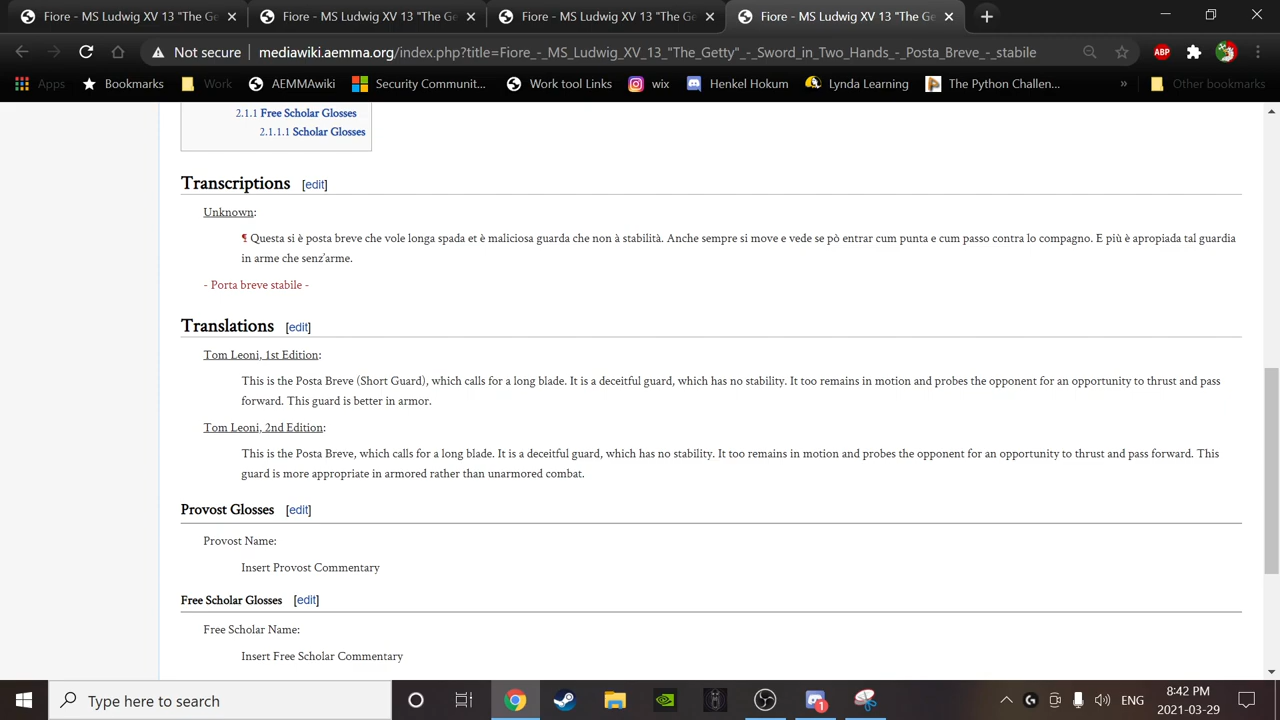 Fiore - MS Ludwig XV 13 "The Ge Fiore - MS Ludwig XV 13 "The Ge Fiore - MS Ludwig XV 13 "The Ge Fiore - MS Ludwig XV 13 "The Ge
Not secure mediawiki.aemma.org/index.php?title=Fiore_-_MS_Ludwig_XV_13_"The_Getty"_-_Sword_in_Two_Hands_-_Posta_Breve_-_stabile ABP
Apps Bookmarks Work AEMMAwiki Security Communit... Work tool Links wix Henkel Hokum Lynda Learning The Python Challen... » Other bookmarks
2.1.1 Free Scholar Glosses
2.1.1.1 Scholar Glosses
Transcriptions [edit]
Unknown:
¶ Questa si è posta breve che vole longa spada et è maliciosa guarda che non à stabilità. Anche sempre si move e vede se pò entrar cum punta e cum passo contra lo compagno. E più è apropiada tal guardia
in arme che senz'arme.
- Porta breve stabile -
Translations [edit]
Tom Leoni, 1st Edition:
This is the Posta Breve (Short Guard), which calls for a long blade. It is a deceitful guard, which has no stability. It too remains in motion and probes the opponent for an opportunity to thrust and pass
forward. This guard is better in armor.
Tom Leoni, 2nd Edition:
This is the Posta Breve, which calls for a long blade. It is a deceitful guard, which has no stability. It too remains in motion and probes the opponent for an opportunity to thrust and pass forward. This
guard is more appropriate in armored rather than unarmored combat.
Provost Glosses [edit]
Provost Name:
Insert Provost Commentary
Free Scholar Glosses [edit]
Free Scholar Name:
Insert Free Scholar Commentary
Type here to search 1 ENG 8:42 PM
2021-03-29